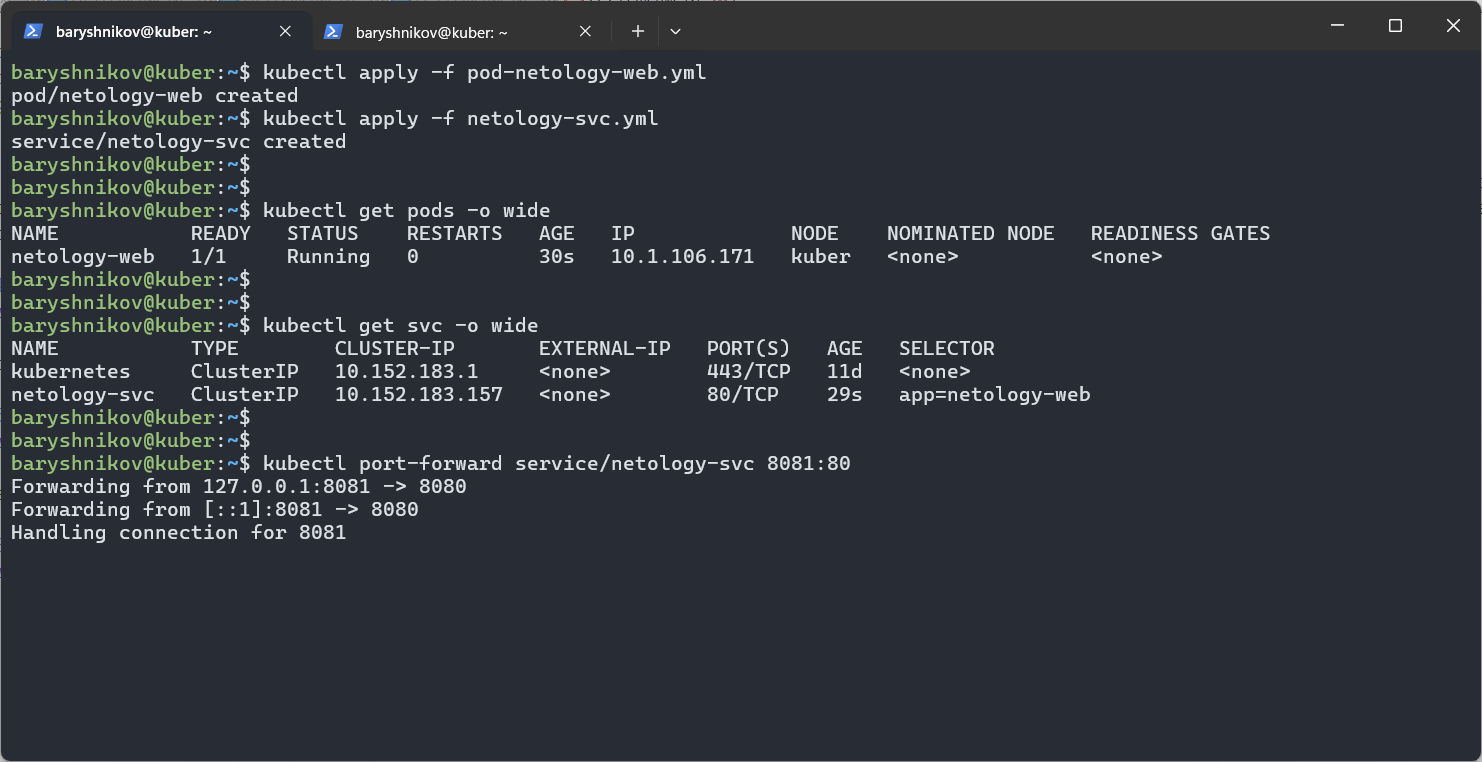 baryshnikov@kuber: ~
baryshnikov@kuber: ~
baryshnikov@kuber:~$ kubectl apply -f pod-netology-web.yml
pod/netology-web created
baryshnikov@kuber:~$ kubectl apply -f netology-svc.yml
service/netology-svc created
baryshnikov@kuber:~$
baryshnikov@kuber:~$
baryshnikov@kuber:~$ kubectl get pods -o wide
NAME           READY   STATUS    RESTARTS   AGE   IP             NODE    NOMINATED NODE   READINESS GATES
netology-web   1/1     Running   0          30s   10.1.106.171   kuber   <none>           <none>
baryshnikov@kuber:~$
baryshnikov@kuber:~$
baryshnikov@kuber:~$ kubectl get svc -o wide
NAME           TYPE        CLUSTER-IP       EXTERNAL-IP   PORT(S)   AGE   SELECTOR
kubernetes     ClusterIP   10.152.183.1     <none>        443/TCP   11d   <none>
netology-svc   ClusterIP   10.152.183.157   <none>        80/TCP    29s   app=netology-web
baryshnikov@kuber:~$
baryshnikov@kuber:~$
baryshnikov@kuber:~$ kubectl port-forward service/netology-svc 8081:80
Forwarding from 127.0.0.1:8081 -> 8080
Forwarding from [::1]:8081 -> 8080
Handling connection for 8081